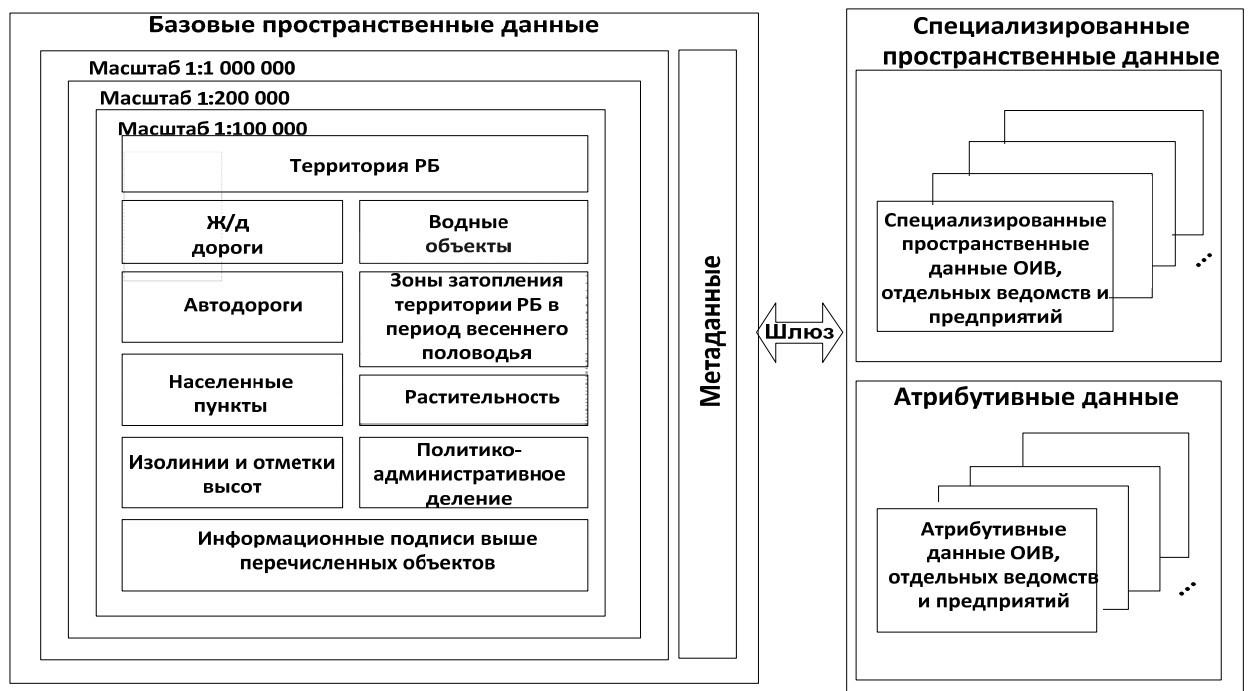 Базовые пространственные данные
Масштаб 1:1 000 000
Масштаб 1:200 000
Масштаб 1:100 000
Территория РБ
Ж/д
дороги
Водные
объекты
Автодороги
Зоны затопления
территории РБ в
период весеннего
половодья
Населенные
пункты
Растительность
Изолинии и отметки
высот
Политико-
административное
деление
Информационные подписи выше
перечисленных объектов
Метаданные
Шлюз
Специализированные
пространственные данные
Специализированные
пространственные
данные ОИВ,
отдельных ведомств и
предприятий
...
Атрибутивные данные
Атрибутивные
данные ОИВ,
отдельных ведомств
и предприятий
...